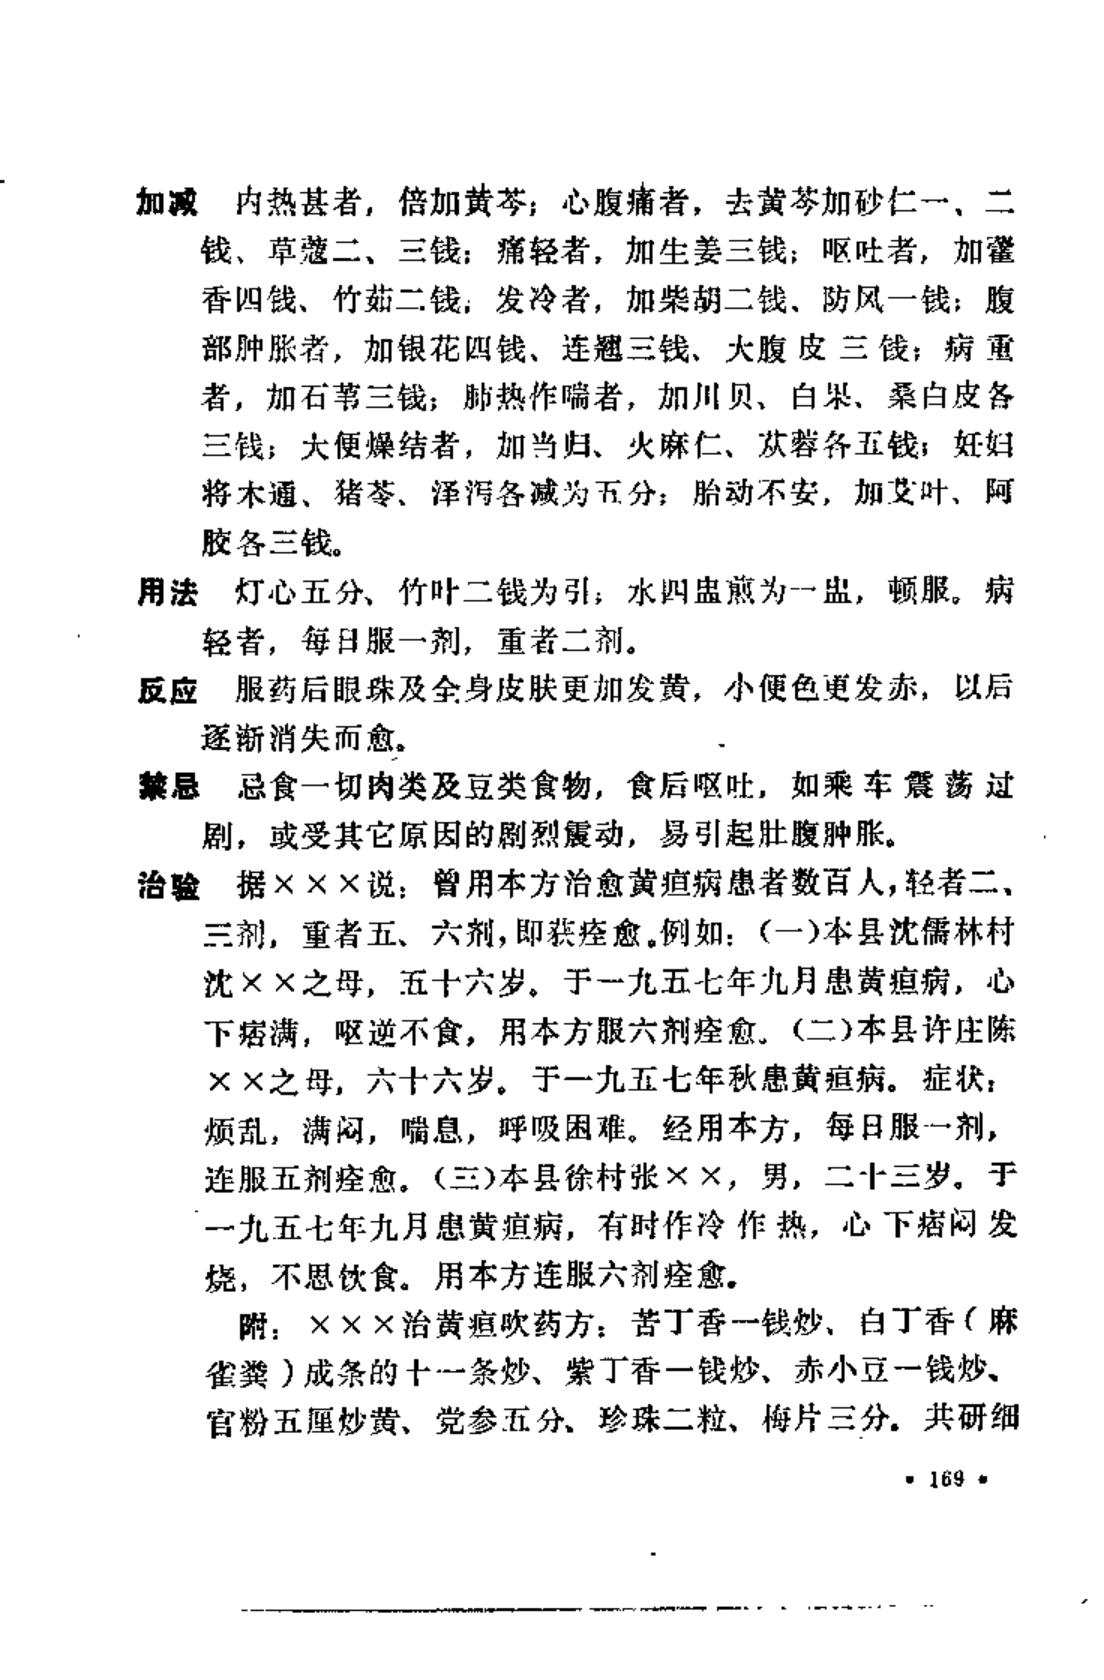 加减　内热甚者，倍加黄芩；心腹痛者，去黄芩加砂仁一、二
钱、草蔻二、三钱；痛轻者，加生姜三钱；呕吐者，加藿
香四钱、竹茹二钱；发冷者，加柴胡二钱、防风一钱；腹
部肿胀者，加银花四钱、连翘三钱、大腹皮三钱；病重
者，加石苇三钱；肺热作喘者，加川贝、白果、桑白皮各
三钱；大便燥结者，加当归、火麻仁、苁蓉各五钱；妊妇
将木通、猪苓、泽泻各减为五分；胎动不安，加艾叶、阿
胶各三钱。
用法　灯心五分、竹叶二钱为引；水四盅煎为一盅，顿服。病
轻者，每日服一剂，重者二剂。
反应　服药后眼珠及全身皮肤更加发黄，小便色更发赤，以后
逐渐消失而愈。
禁忌　忌食一切肉类及豆类食物，食后呕吐，如乘车震荡过
剧，或受其它原因的剧烈震动，易引起肚腹肿胀。
治验　据×××说：曾用本方治愈黄疸病患者数百人，轻者二、
三剂，重者五、六剂，即获痊愈。例如：（一）本县沈儒林村
沈××之母，五十六岁。于一九五七年九月患黄疸病，心
下痞满，呕逆不食，用本方服六剂痊愈。（二）本县许庄陈
××之母，六十六岁。于一九五七年秋患黄疸病。症状：
烦乱，满闷，喘息，呼吸困难。经用本方，每日服一剂，
连服五剂痊愈。（三）本县徐村张××，男，二十三岁。于
一九五七年九月患黄疸病，有时作冷作热，心下痞闷发
烧，不思饮食。用本方连服六剂痊愈。
附：×××治黄疸吹药方：苦丁香一钱炒、白丁香（麻
雀粪）成条的十一条炒、紫丁香一钱炒、赤小豆一钱炒、
官粉五厘炒黄、党参五分、珍珠二粒、梅片三分。共研细
• 169 •